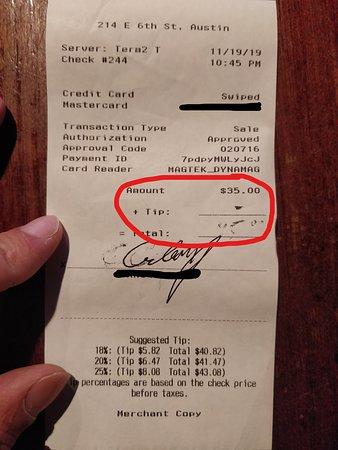 214 E 6th St, Austin
Server: Tera2 T 11/19/19
Check #244 10:45 PM
Credit Card Swiped
Mastercard
Transaction Type Sale
Authorization Approved
Approval Code 020716
Payment ID 7pdpyMWLyJcJ
Card Reader MAGTEK_DYNAMAG
Amount $35.00
+ Tip:
= Total:
Suggested Tip:
18%: (Tip $5.82 Total $40.82)
20%: (Tip $6.47 Total $41.47)
25%: (Tip $8.08 Total $43.08)
percentages are based on the check price
before taxes.
Merchant Copy